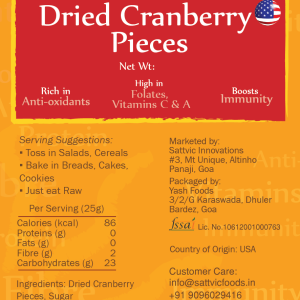 Dried Cranberry
Pieces
Net Wt:
Rich in
Anti-oxidants
High in
Folates,
Vitamins C & A
Boosts
Immunity
Serving Suggestions:
• Toss in Salads, Cereals
• Bake in Breads, Cakes,
Cookies
• Just eat Raw
Per Serving (25g)
Calories (kcal) 86
Proteins (g) 0
Fats (g) 0
Fibre (g) 2
Carbohydrates (g) 23
Ingredients: Dried Cranberry
Pieces, Sugar
Marketed by:
Sattvic Innovations
#3, Mt Unique, Altinho
Panaji, Goa
Packaged by:
Yash Foods
3/2/G Karaswada, Dhuler
Bardez, Goa
fssai Lic. No.10612001000763
Country of Origin: USA
Customer Care:
info@sattvicfoods.in
+91 9096029416